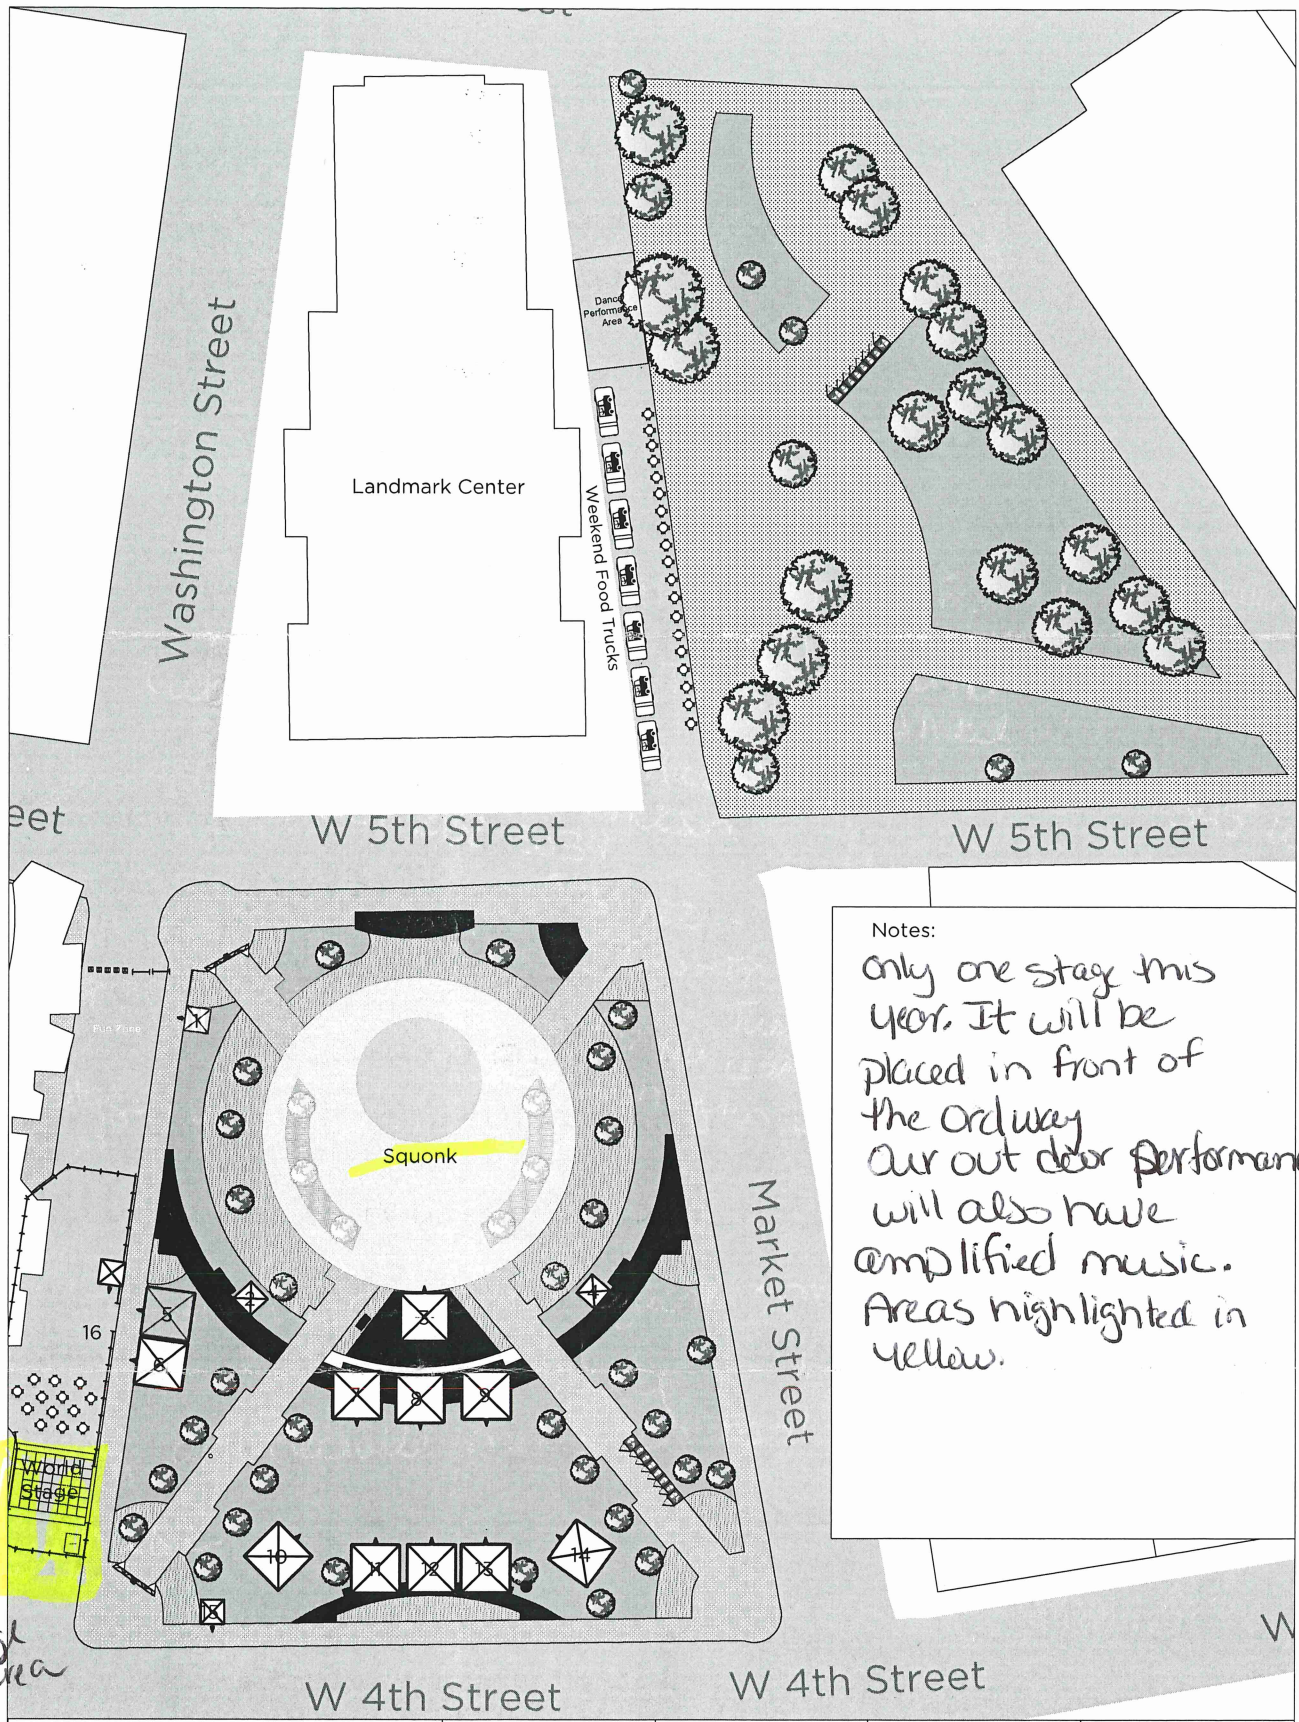 Washington Street
Dance
Performance
Area
Landmark Center
Weekend Food Trucks
eet
W 5th Street
W 5th Street
Notes:
only one stage this
year. It will be
placed in front of
the ordway
Our out door performan
will also have
amplified music.
Areas highlighted in
yellow.
Fun Zone
1
Squonk
Market Street
2
3
4
5
6
16
7
8
9
World
Stage
10
11
12
13
14
15
rea
W
W 4th Street
W 4th Street